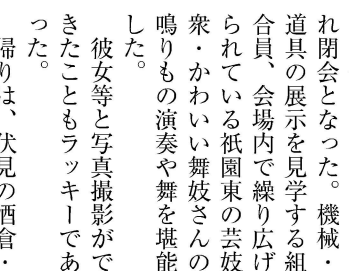 れ閉会となった。機械・
道具の展示を見学する組
合員、会場内で繰り広げ
られている祇園東の芸妓
衆・かわいい舞妓さんの
鳴りもの演奏や舞を堪能
した。
彼女等と写真撮影がで
きたこともラッキーであ
った。
帰りは、伏見の酒倉・